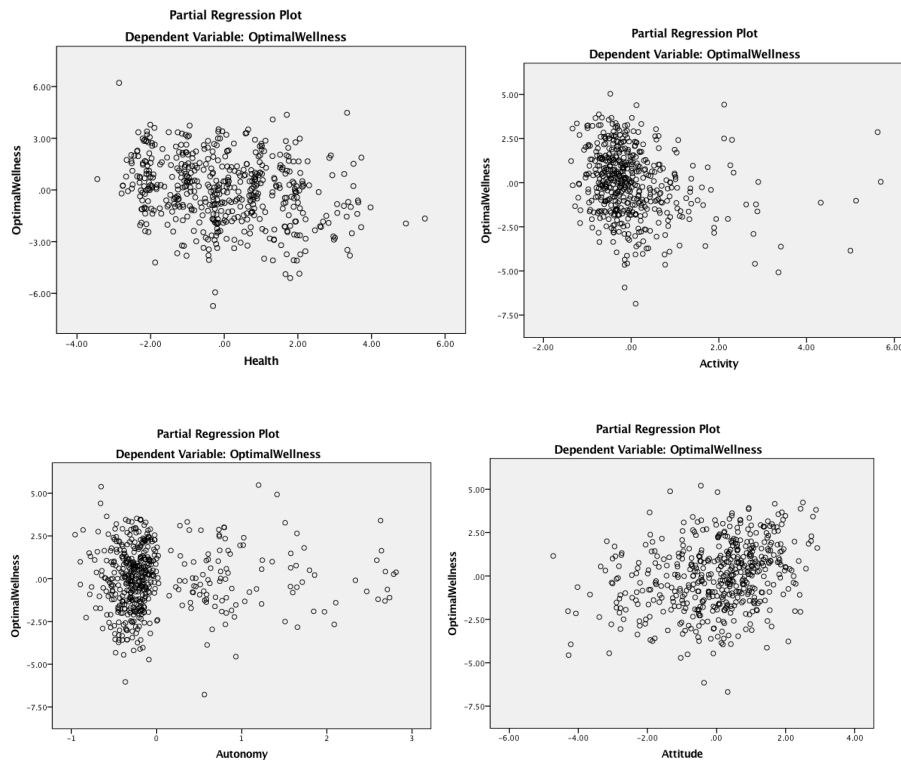 Partial Regression Plot
Dependent Variable: OptimalWellness
OptimalWellness
6.00
3.00
.00
−3.00
−6.00
−4.00 −2.00 .00 2.00 4.00 6.00
Health
Partial Regression Plot
Dependent Variable: OptimalWellness
OptimalWellness
5.00
2.50
.00
−2.50
−5.00
−7.50
−2.00 .00 2.00 4.00 6.00
Activity
Partial Regression Plot
Dependent Variable: OptimalWellness
OptimalWellness
5.00
2.50
.00
−2.50
−5.00
−7.50
−1 0 1 2 3
Autonomy
Partial Regression Plot
Dependent Variable: OptimalWellness
OptimalWellness
5.00
2.50
.00
−2.50
−5.00
−7.50
−6.00 −4.00 −2.00 .00 2.00 4.00
Attitude